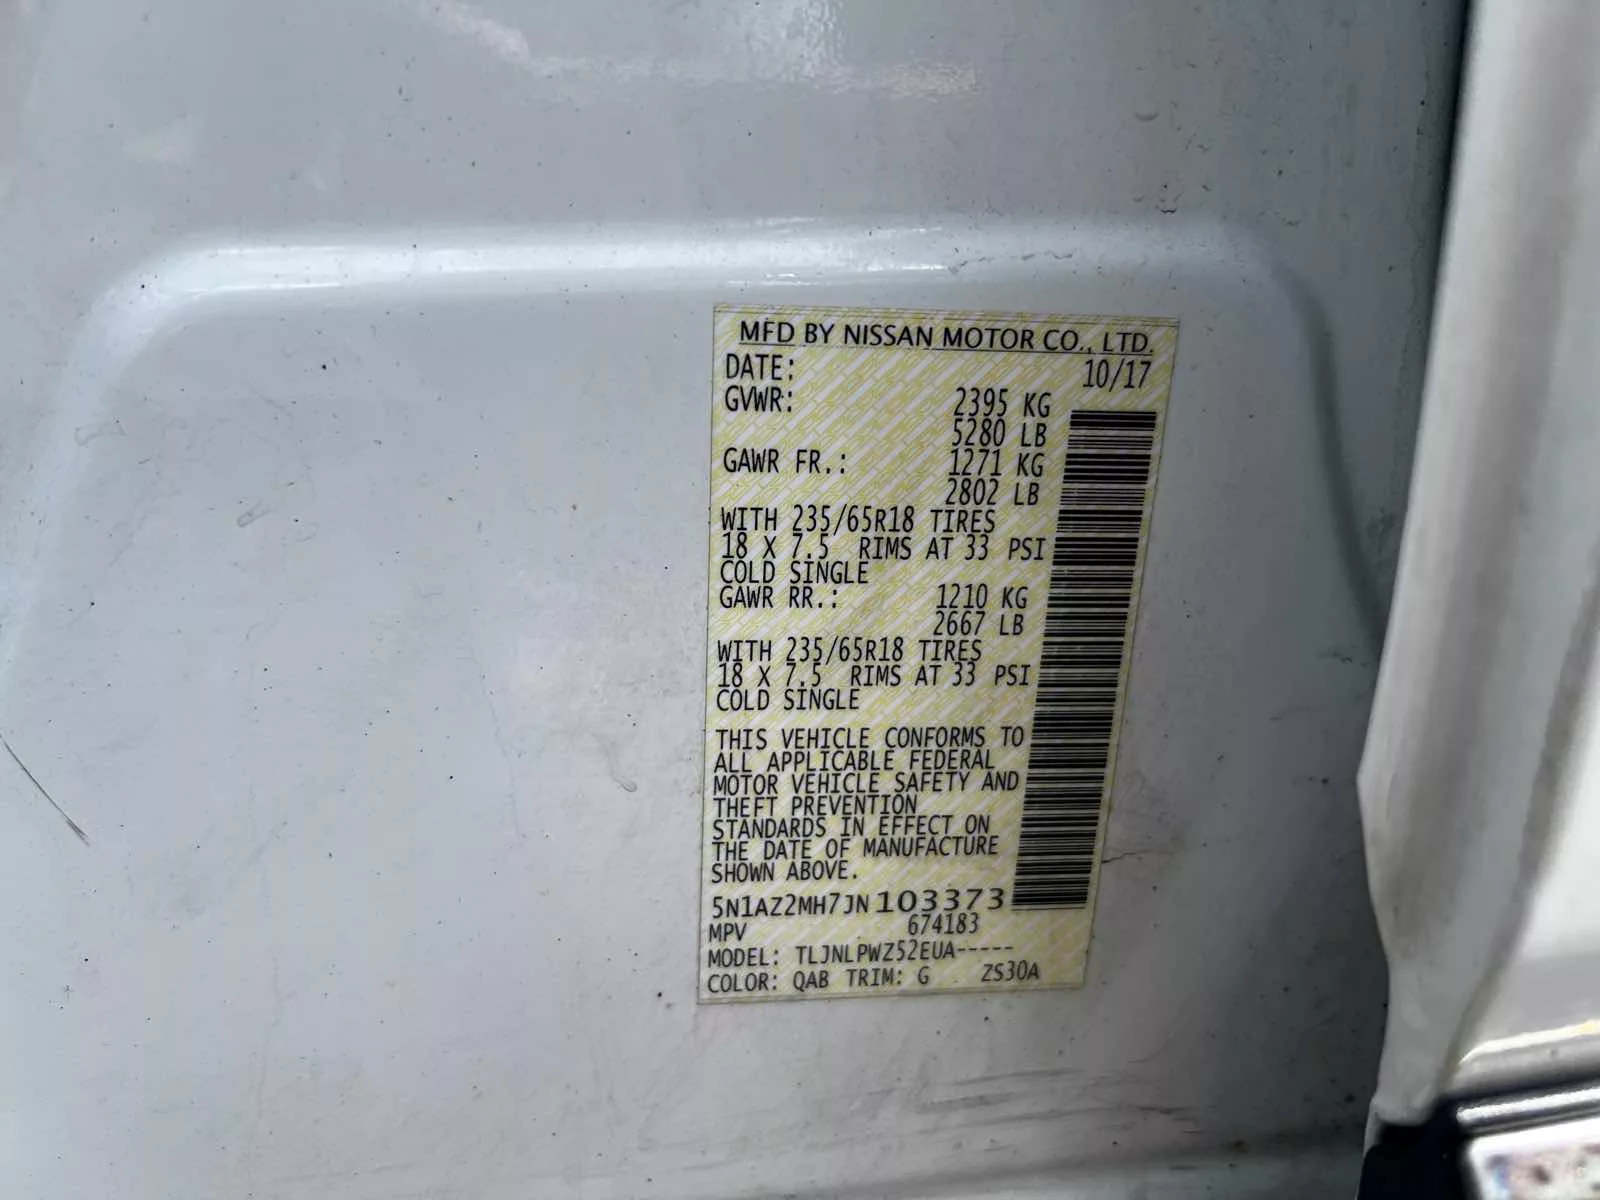 MFD BY NISSAN MOTOR CO., LTD.
DATE: 10/17
GVWR: 2395 KG
5280 LB
GAWR FR.: 1271 KG
2802 LB
WITH 235/65R18 TIRES
18 X 7.5 RIMS AT 33 PSI
COLD SINGLE
GAWR RR.: 1210 KG
2667 LB
WITH 235/65R18 TIRES
18 X 7.5 RIMS AT 33 PSI
COLD SINGLE
THIS VEHICLE CONFORMS TO
ALL APPLICABLE FEDERAL
MOTOR VEHICLE SAFETY AND
THEFT PREVENTION
STANDARDS IN EFFECT ON
THE DATE OF MANUFACTURE
SHOWN ABOVE.
5N1AZ2MH7JN103373
MPV 674183
MODEL: TLJNLPWZ52EUA-----
COLOR: QAB TRIM: G ZS30A